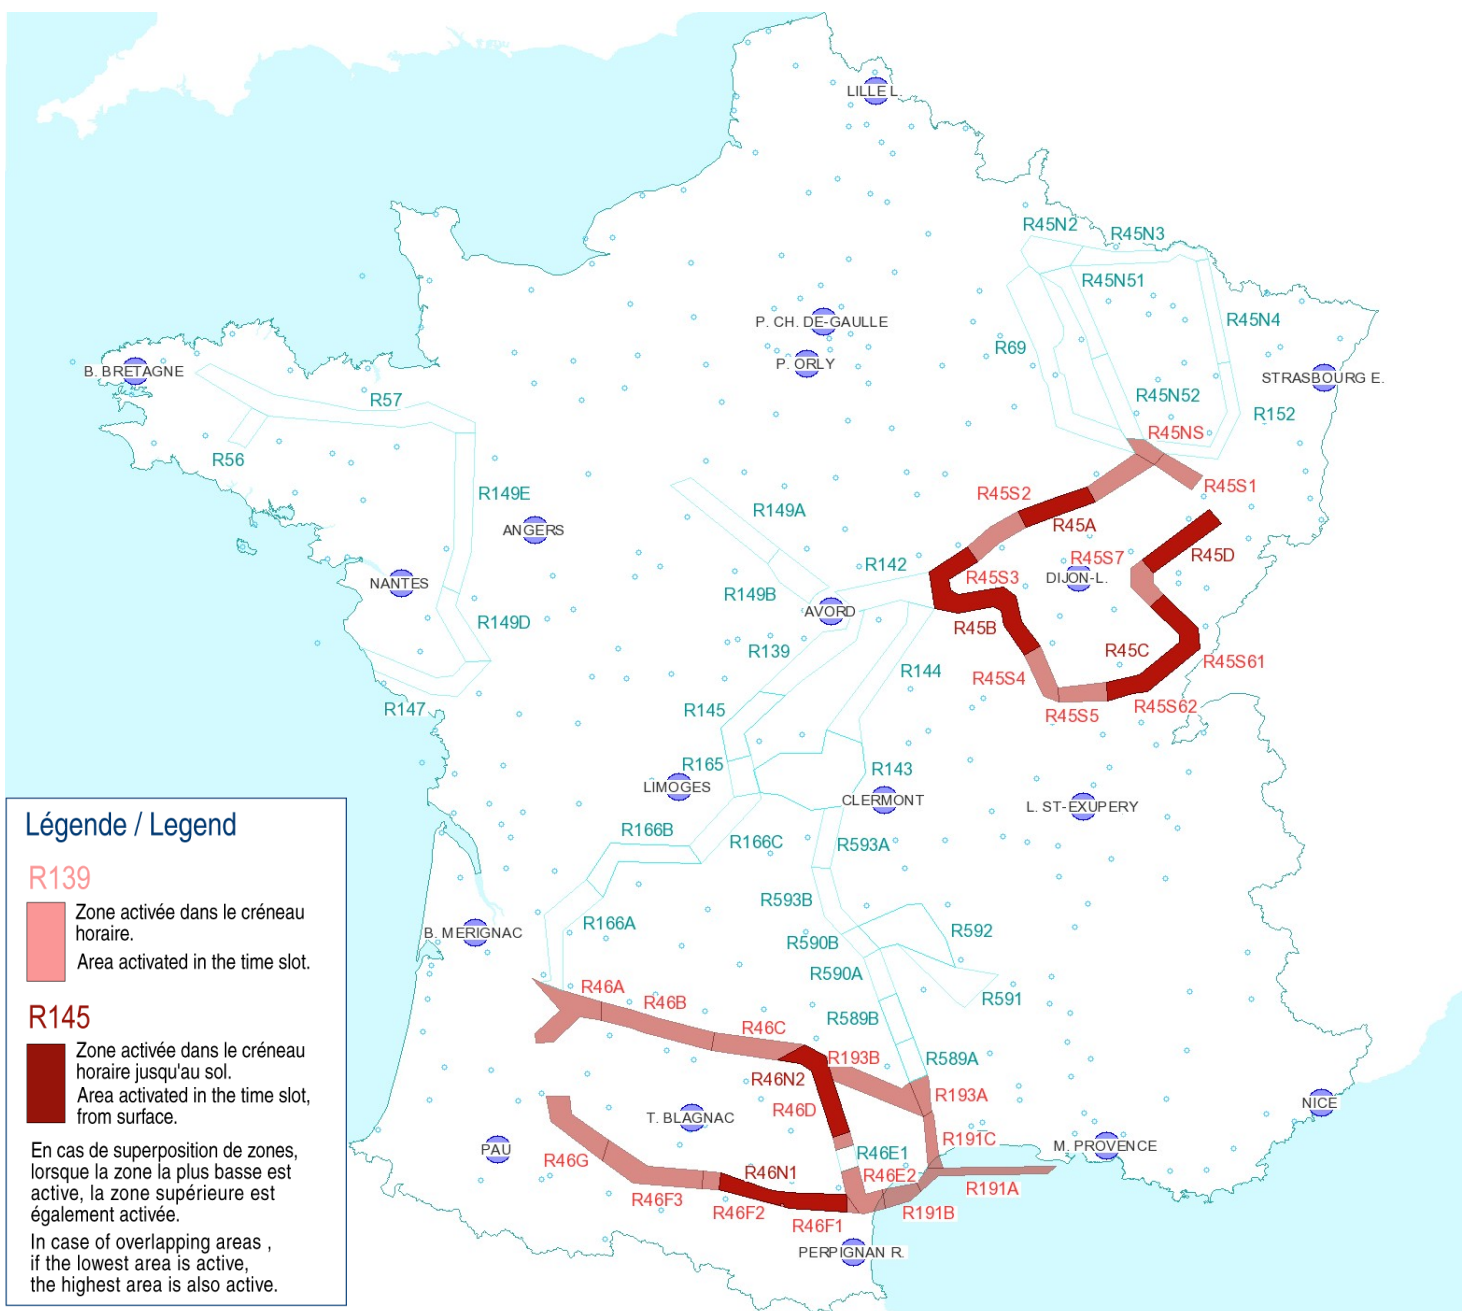 LILLE L.
R45N2
R45N3
R45N51
P. CH. DE-GAULLE
R45N4
R69
P. ORLY
B. BRETAGNE
STRASBOURG E.
R57
R45N52
R152
R45NS
R56
R45S1
R149E
R45S2
R149A
R45A
ANGERS
R45S7
R45D
R142
R45S3
DIJON-L.
NANTES
R149B
AVORD
R149D
R45B
R139
R45C
R45S61
R144
R45S4
R147
R145
R45S5
R45S62
R165
R143
LIMOGES
CLERMONT
L. ST-EXUPERY
R166B
R166C
R593A
R593B
R166A
B. MERIGNAC
R590B
R592
R590A
R46A
R46B
R591
R589B
R46C
R193B
R589A
R46N2
R193A
R46D
T. BLAGNAC
NICE
R191C
M. PROVENCE
PAU
R46G
R46E1
R46N1
R46E2
R191A
R46F3
R46F2
R191B
R46F1
PERPIGNAN R.
Légende / Legend
R139
Zone activée dans le créneau
horaire.
Area activated in the time slot.
R145
Zone activée dans le créneau
horaire jusqu'au sol.
Area activated in the time slot,
from surface.
En cas de superposition de zones,
lorsque la zone la plus basse est
active, la zone supérieure est
également activée.
In case of overlapping areas ,
if the lowest area is active,
the highest area is also active.